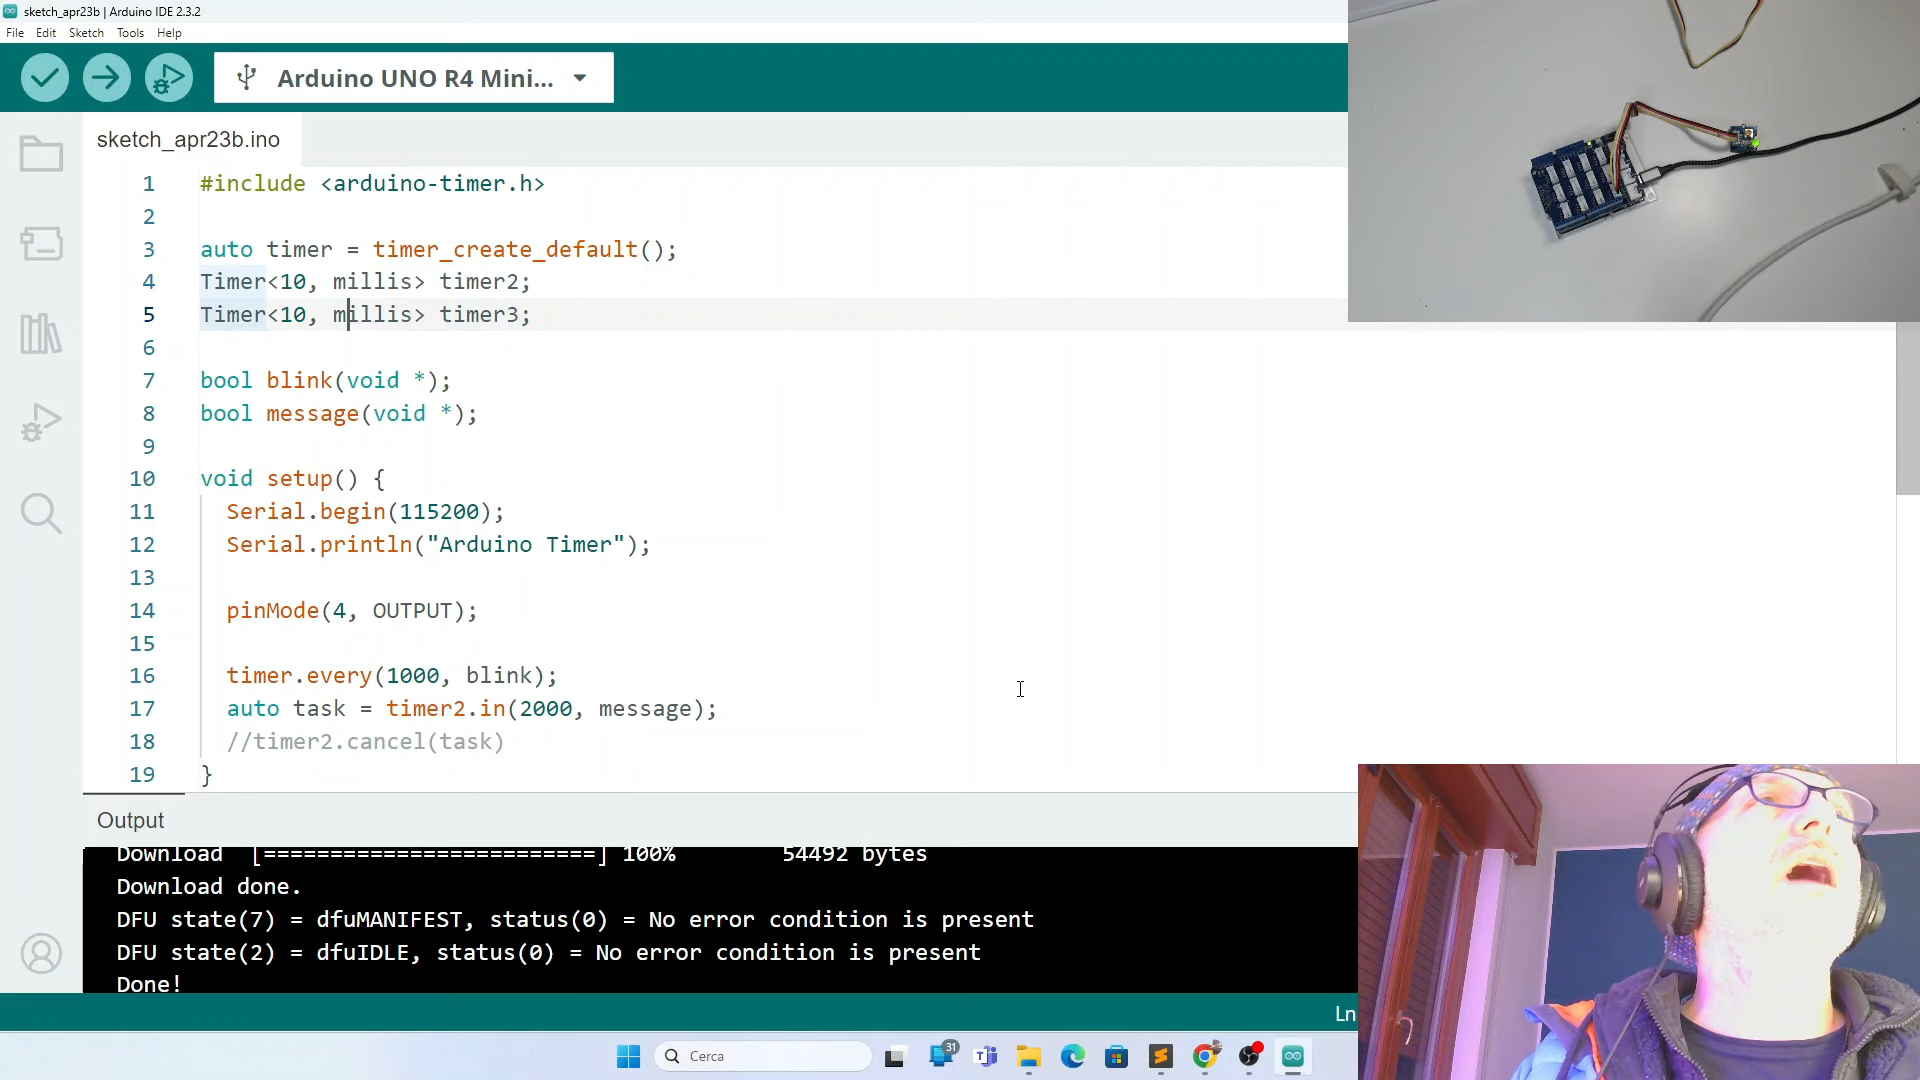 sketch_apr23b | Arduino IDE 2.3.2
File Edit Sketch Tools Help
Arduino UNO R4 Mini...
sketch_apr23b.ino
1 #include <arduino-timer.h>
2
3 auto timer = timer_create_default();
4 Timer<10, millis> timer2;
5 Timer<10, millis> timer3;
6
7 bool blink(void *);
8 bool message(void *);
9
10 void setup() {
11 Serial.begin(115200);
12 Serial.println("Arduino Timer");
13
14 pinMode(4, OUTPUT);
15
16 timer.every(1000, blink);
17 auto task = timer2.in(2000, message);
18 //timer2.cancel(task)
19 }
Output
Download [=========================] 100% 54492 bytes
Download done.
DFU state(7) = dfuMANIFEST, status(0) = No error condition is present
DFU state(2) = dfuIDLE, status(0) = No error condition is present
Done!
Ln
Cerca
31